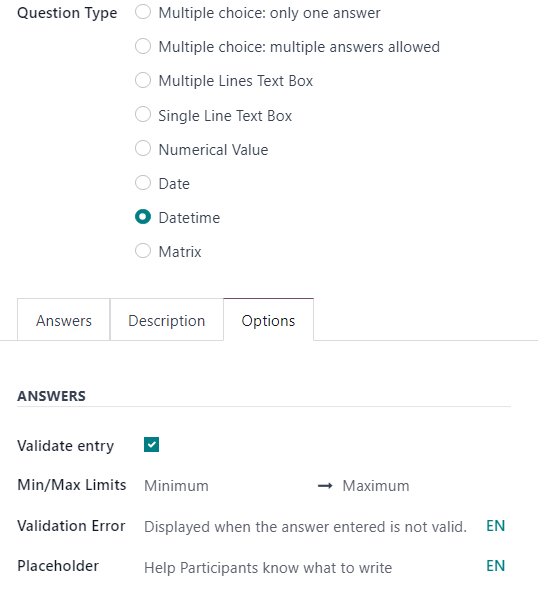 Question Type Multiple choice: only one answer
Multiple choice: multiple answers allowed
Multiple Lines Text Box
Single Line Text Box
Numerical Value
Date
Datetime
Matrix
Answers Description Options
ANSWERS
Validate entry
Min/Max Limits Minimum → Maximum
Validation Error Displayed when the answer entered is not valid. EN
Placeholder Help Participants know what to write EN